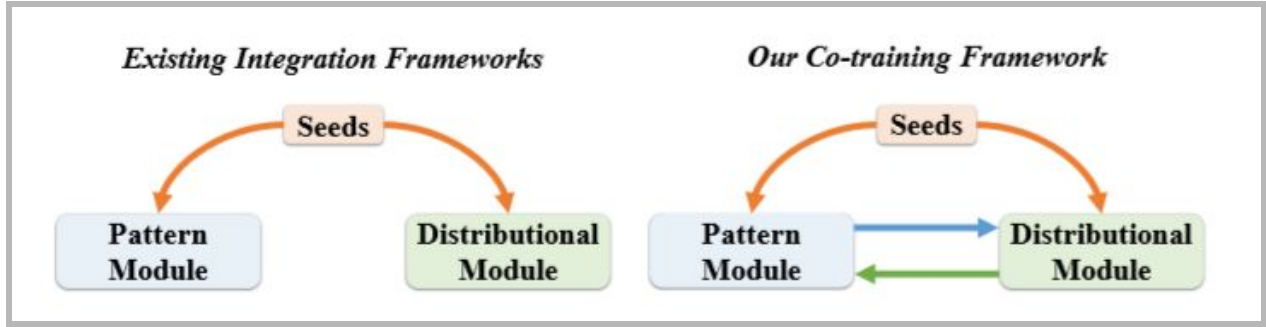 Existing Integration Frameworks
Seeds
Pattern
Module
Distributional
Module
Our Co-training Framework
Seeds
Pattern
Module
Distributional
Module